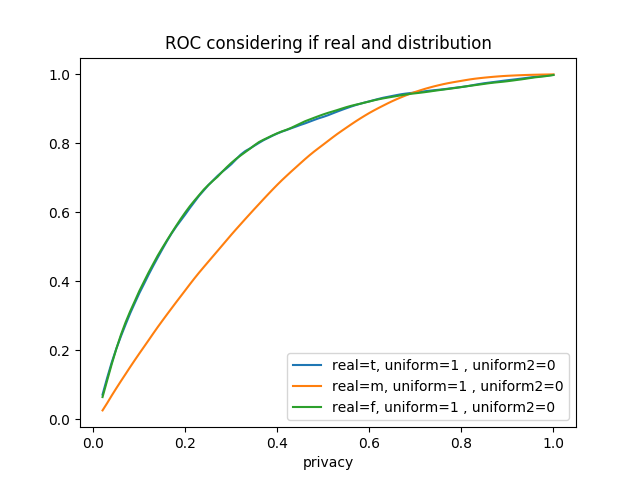 ROC considering if real and distribution
1.0
0.8
0.6
0.4
0.2
0.0
real=t, uniform=1 , uniform2=0
real=m, uniform=1 , uniform2=0
real=f, uniform=1 , uniform2=0
0.0 0.2 0.4 0.6 0.8 1.0
privacy